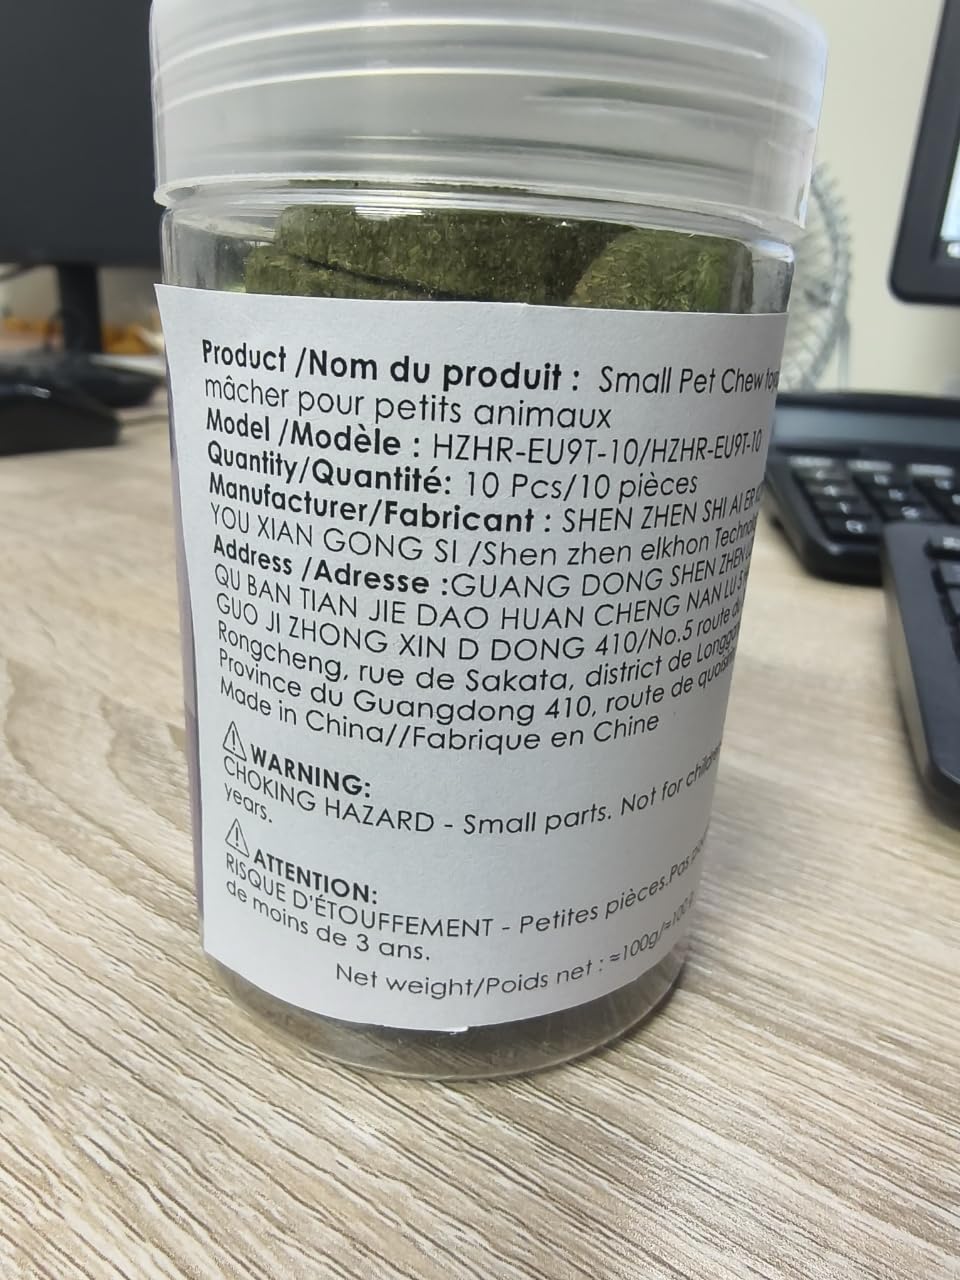 Product /Nom du produit : Small Pet Chew
mâcher pour petits animaux
Model /Modèle : HZHR-EU9T-10/HZHR-EU9T-10
Quantity/Quantité: 10 Pcs/10 pièces
Manufacturer/Fabricant : SHEN ZHEN SHI AI ER
YOU XIAN GONG SI /Shen zhen elkhon
Address /Adresse :GUANG DONG SHEN ZHEN
QU BAN TIAN JIE DAO HUAN CHENG NAN LU
GUO JI ZHONG XIN D DONG 410/No.5 route
Rongcheng, rue de Sakata, district de
Province du Guangdong 410, route de
Made in China//Fabrique en Chine
WARNING:
CHOKING HAZARD - Small parts. Not for
years.
ATTENTION:
RISQUE D'ÉTOUFFEMENT - Petites pièces.Pas
de moins de 3 ans.
Net weight/Poids net : ≈100g/≈100g